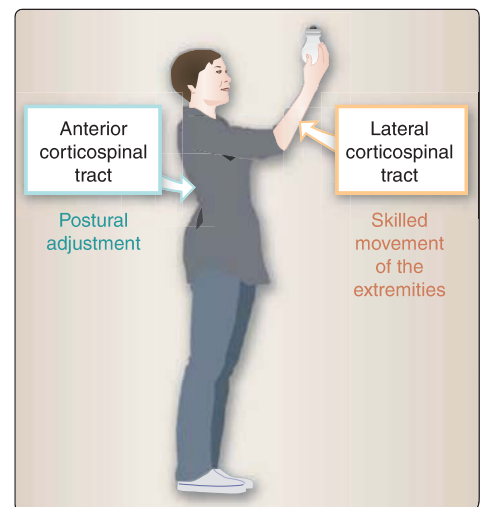 Anterior
corticospinal
tract
Postural
adjustment
Lateral
corticospinal
tract
Skilled
movement
of the
extremities